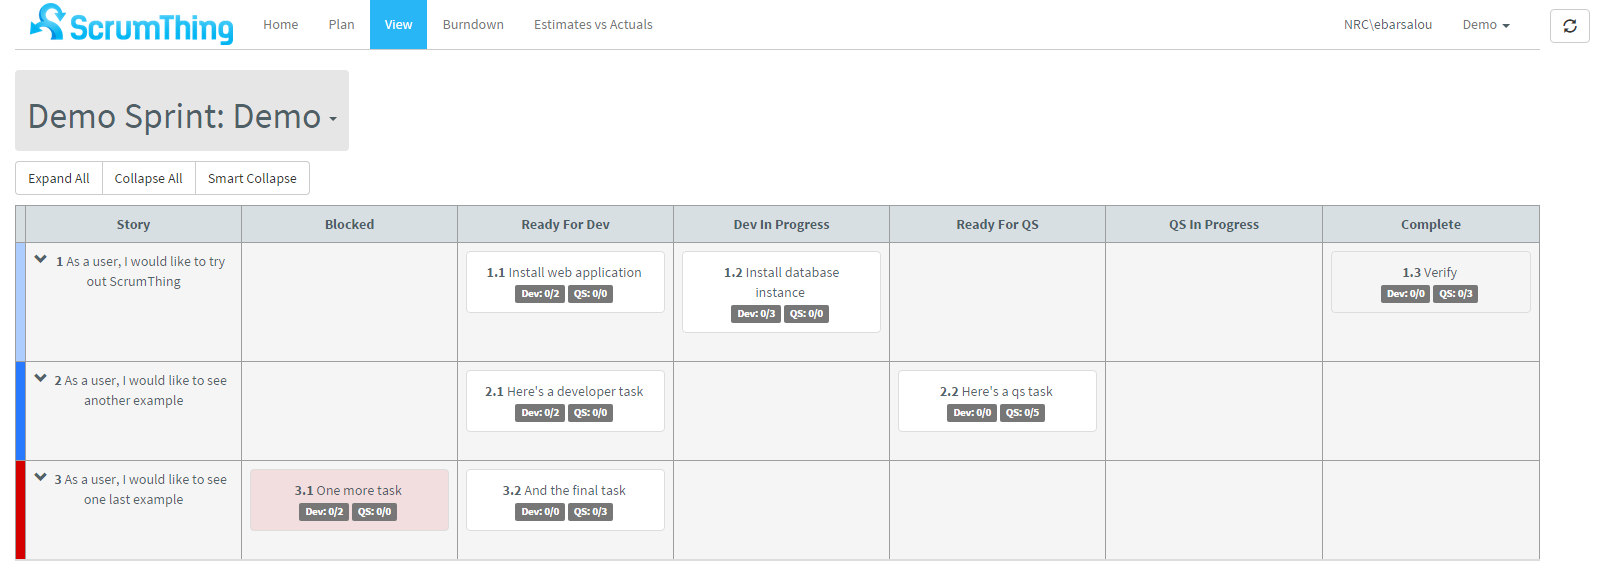 ScrumThing Home Plan View Burndown Estimates vs Actuals NRC\ebarsalou Demo
Demo Sprint: Demo
Expand All Collapse All Smart Collapse
Story Blocked Ready For Dev Dev In Progress Ready For QS QS In Progress Complete
1 As a user, I would like to try
out ScrumThing
1.1 Install web application
Dev: 0/2 QS: 0/0
1.2 Install database
instance
Dev: 0/3 QS: 0/0
1.3 Verify
Dev: 0/0 QS: 0/3
2 As a user, I would like to see
another example
2.1 Here's a developer task
Dev: 0/2 QS: 0/0
2.2 Here's a qs task
Dev: 0/0 QS: 0/5
3 As a user, I would like to see
one last example
3.1 One more task
Dev: 0/2 QS: 0/0
3.2 And the final task
Dev: 0/0 QS: 0/3